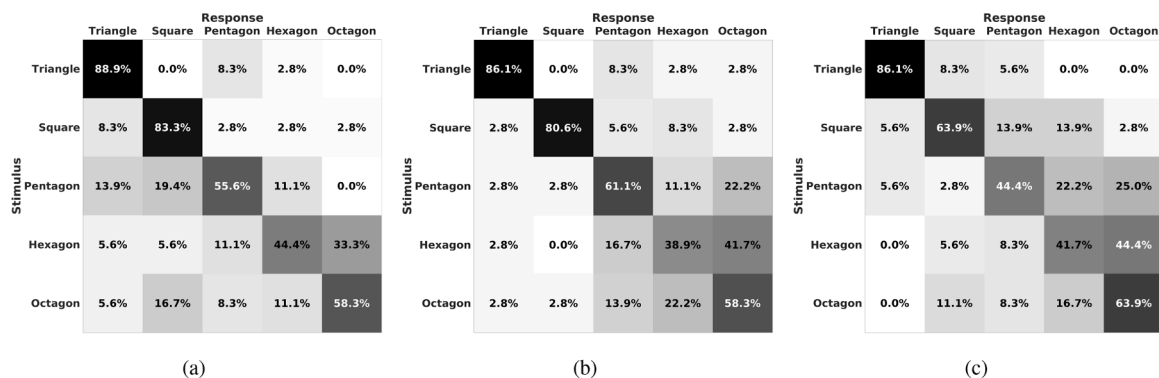 Response
Triangle Square Pentagon Hexagon Octagon
Stimulus
Triangle 88.9% 0.0% 8.3% 2.8% 0.0%
Square 8.3% 83.3% 2.8% 2.8% 2.8%
Pentagon 13.9% 19.4% 55.6% 11.1% 0.0%
Hexagon 5.6% 5.6% 11.1% 44.4% 33.3%
Octagon 5.6% 16.7% 8.3% 11.1% 58.3%
(a)
Response
Triangle Square Pentagon Hexagon Octagon
Stimulus
Triangle 86.1% 0.0% 8.3% 2.8% 2.8%
Square 2.8% 80.6% 5.6% 8.3% 2.8%
Pentagon 2.8% 2.8% 61.1% 11.1% 22.2%
Hexagon 2.8% 0.0% 16.7% 38.9% 41.7%
Octagon 2.8% 2.8% 13.9% 22.2% 58.3%
(b)
Response
Triangle Square Pentagon Hexagon Octagon
Stimulus
Triangle 86.1% 8.3% 5.6% 0.0% 0.0%
Square 5.6% 63.9% 13.9% 13.9% 2.8%
Pentagon 5.6% 2.8% 44.4% 22.2% 25.0%
Hexagon 0.0% 5.6% 8.3% 41.7% 44.4%
Octagon 0.0% 11.1% 8.3% 16.7% 63.9%
(c)